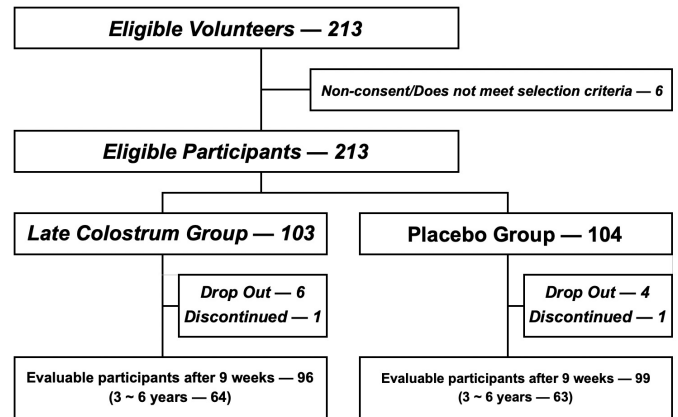 Eligible Volunteers — 213
Non-consent/Does not meet selection criteria — 6
Eligible Participants — 213
Late Colostrum Group — 103
Placebo Group — 104
Drop Out — 6
Discontinued — 1
Drop Out — 4
Discontinued — 1
Evaluable participants after 9 weeks — 96
(3 ~ 6 years — 64)
Evaluable participants after 9 weeks — 99
(3 ~ 6 years — 63)